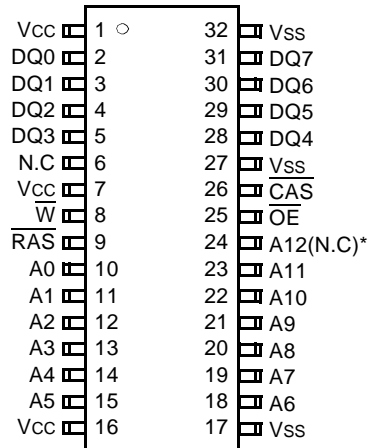 VCC 1 32 VSS
DQ0 2 31 DQ7
DQ1 3 30 DQ6
DQ2 4 29 DQ5
DQ3 5 28 DQ4
N.C 6 27 VSS
VCC 7 26 C̅A̅S̅
W̅ 8 25 O̅E̅
R̅A̅S̅ 9 24 A12(N.C)*
A0 10 23 A11
A1 11 22 A10
A2 12 21 A9
A3 13 20 A8
A4 14 19 A7
A5 15 18 A6
VCC 16 17 VSS